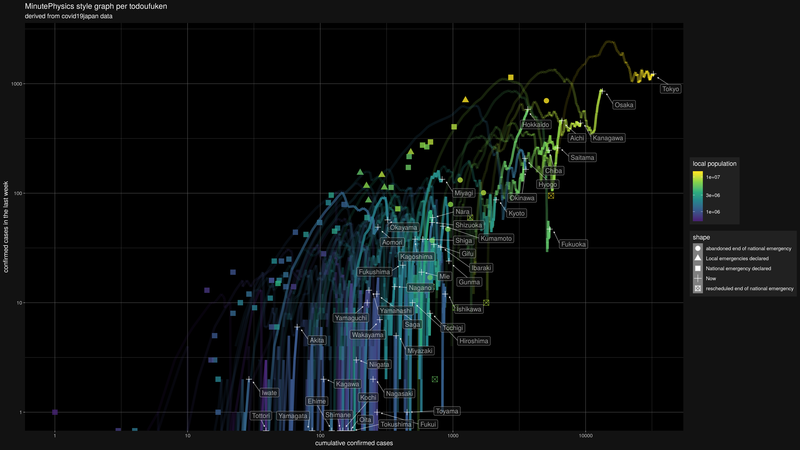 MinutePhysics style graph per todoufuken
derived from covid19japan data
confirmed cases in the last week
1000
100
10
1
1
10
100
1000
10000
cumulative confirmed cases
Tokyo
Osaka
Hokkaido
Aichi
Kanagawa
Saitama
Chiba
Hyogo
Miyagi
Okinawa
Kyoto
Nara
Okayama
Shizuoka
Aomori
Shiga
Kumamoto
Fukuoka
Gifu
Kagoshima
Fukushima
Ibaraki
Mie
Gunma
Nagano
Ishikawa
Yamaguchi
Yamanashi
Saga
Tochigi
Akita
Wakayama
Hiroshima
Miyazaki
Niigata
Iwate
Kagawa
Nagasaki
Ehime
Kochi
Tottori
Yamagata
Shimane
Oita
Toyama
Tokushima
Fukui
local population
1e+07
3e+06
1e+06
shape
abandoned end of national emergency
Local emergencies declared
National emergency declared
Now
rescheduled end of national emergency